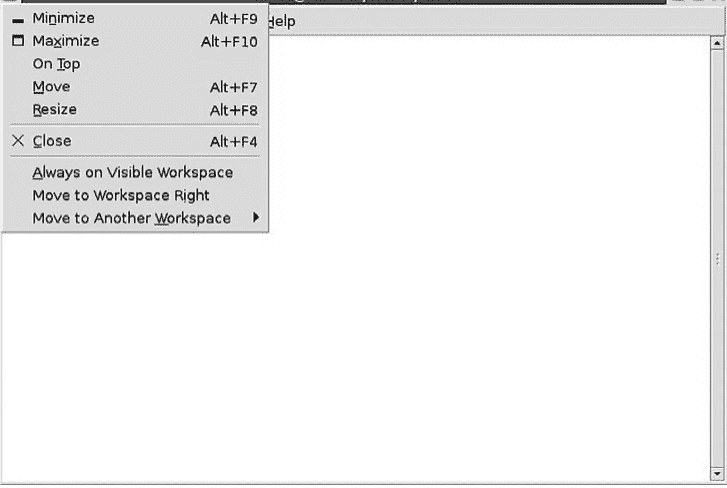 Minimize Alt+F9
Help
Maximize Alt+F10
On Top
Move Alt+F7
Resize Alt+F8
Close Alt+F4
Always on Visible Workspace
Move to Workspace Right
Move to Another Workspace